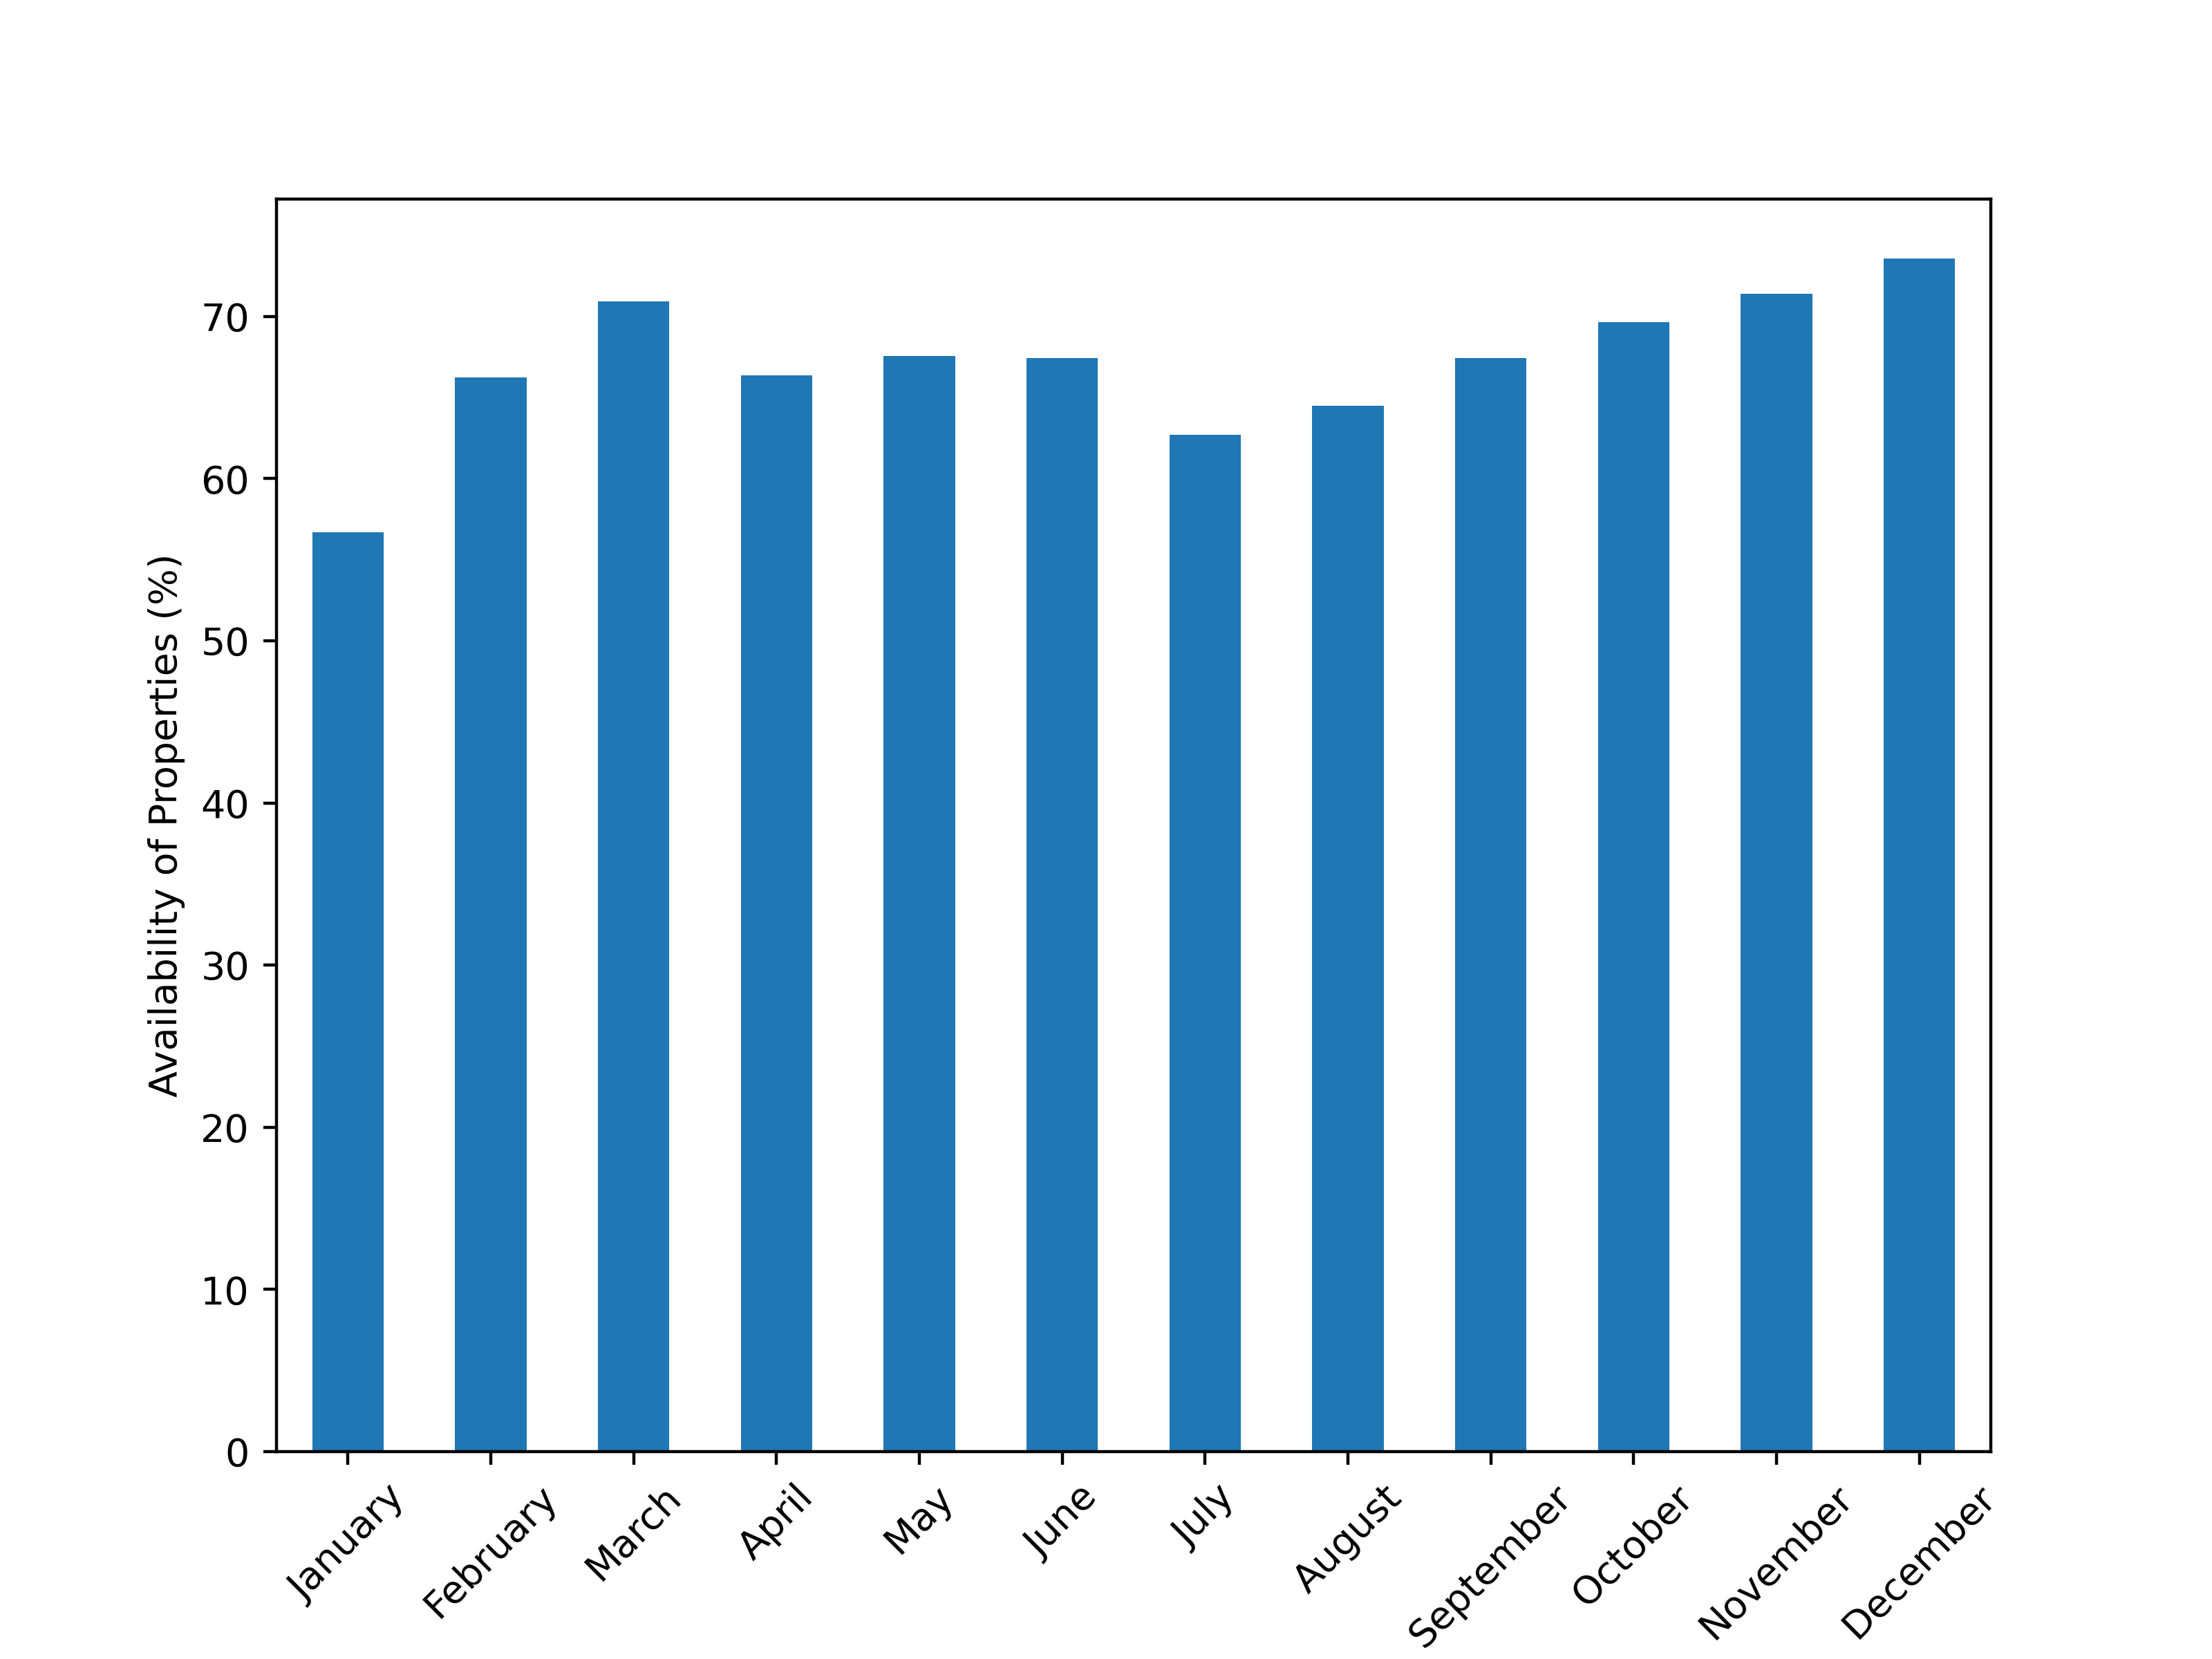 Availability of Properties (%)
70
60
50
40
30
20
10
0
January
February
March
April
May
June
July
August
September
October
November
December